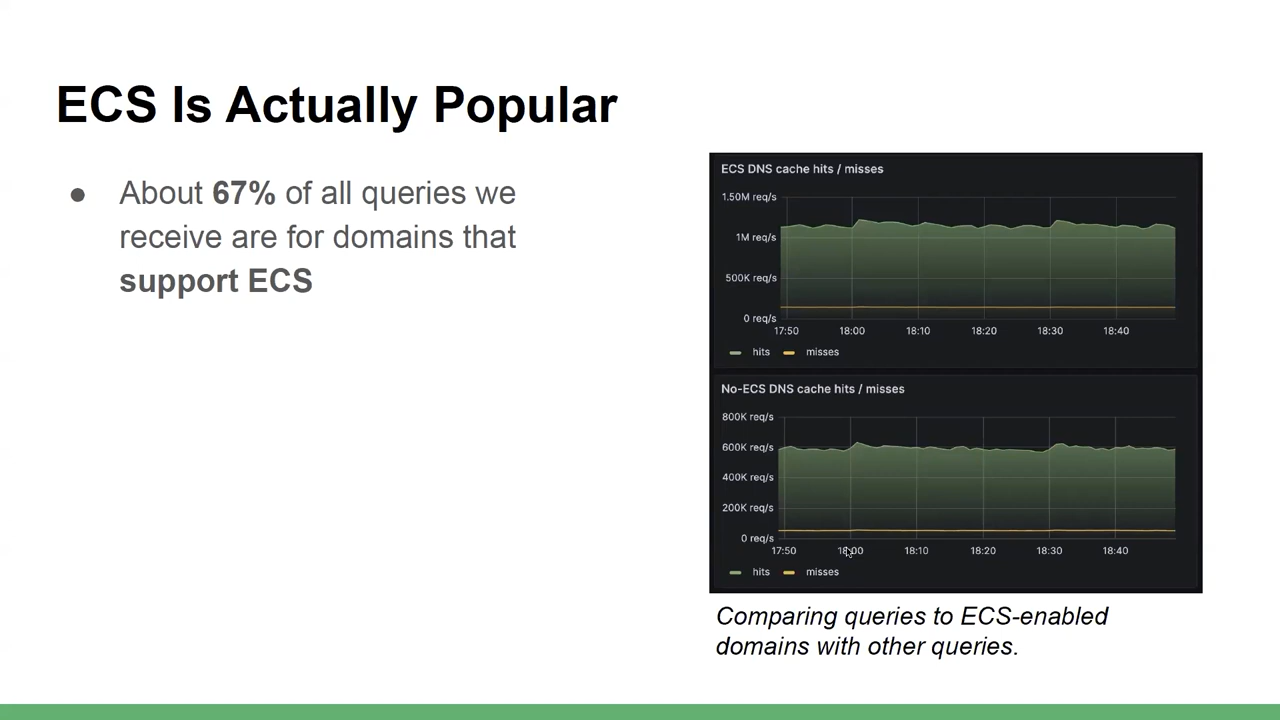 ECS Is Actually Popular
● About 67% of all queries we
receive are for domains that
support ECS
ECS DNS cache hits / misses
1.50M req/s
1M req/s
500K req/s
0 req/s
17:50 18:00 18:10 18:20 18:30 18:40
hits misses
No-ECS DNS cache hits / misses
800K req/s
600K req/s
400K req/s
200K req/s
0 req/s
17:50 18:00 18:10 18:20 18:30 18:40
hits misses
Comparing queries to ECS-enabled
domains with other queries.